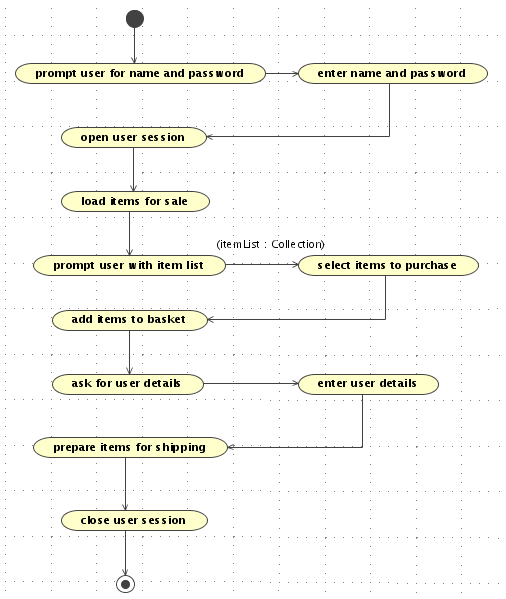 prompt user for name and password
enter name and password
open user session
load items for sale
(itemList : Collection)
prompt user with item list
select items to purchase
add items to basket
ask for user details
enter user details
prepare items for shipping
close user session